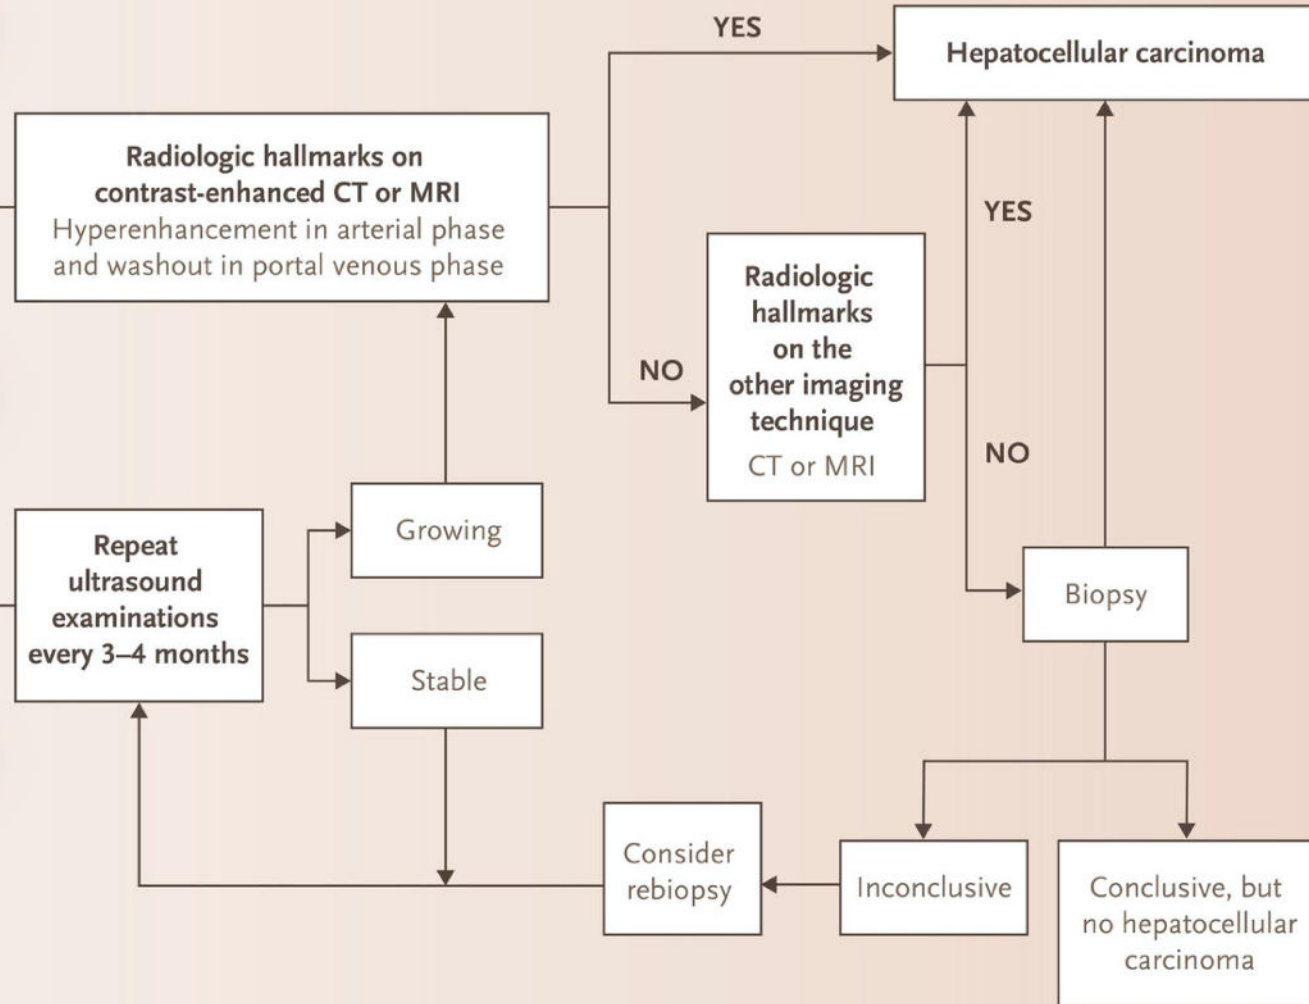 YES
Hepatocellular carcinoma
Radiologic hallmarks on
contrast-enhanced CT or MRI
Hyperenhancement in arterial phase
and washout in portal venous phase
YES
NO
Radiologic
hallmarks
on the
other imaging
technique
CT or MRI
NO
Growing
Repeat
ultrasound
examinations
every 3–4 months
Stable
Biopsy
Consider
rebiopsy
Inconclusive
Conclusive, but
no hepatocellular
carcinoma